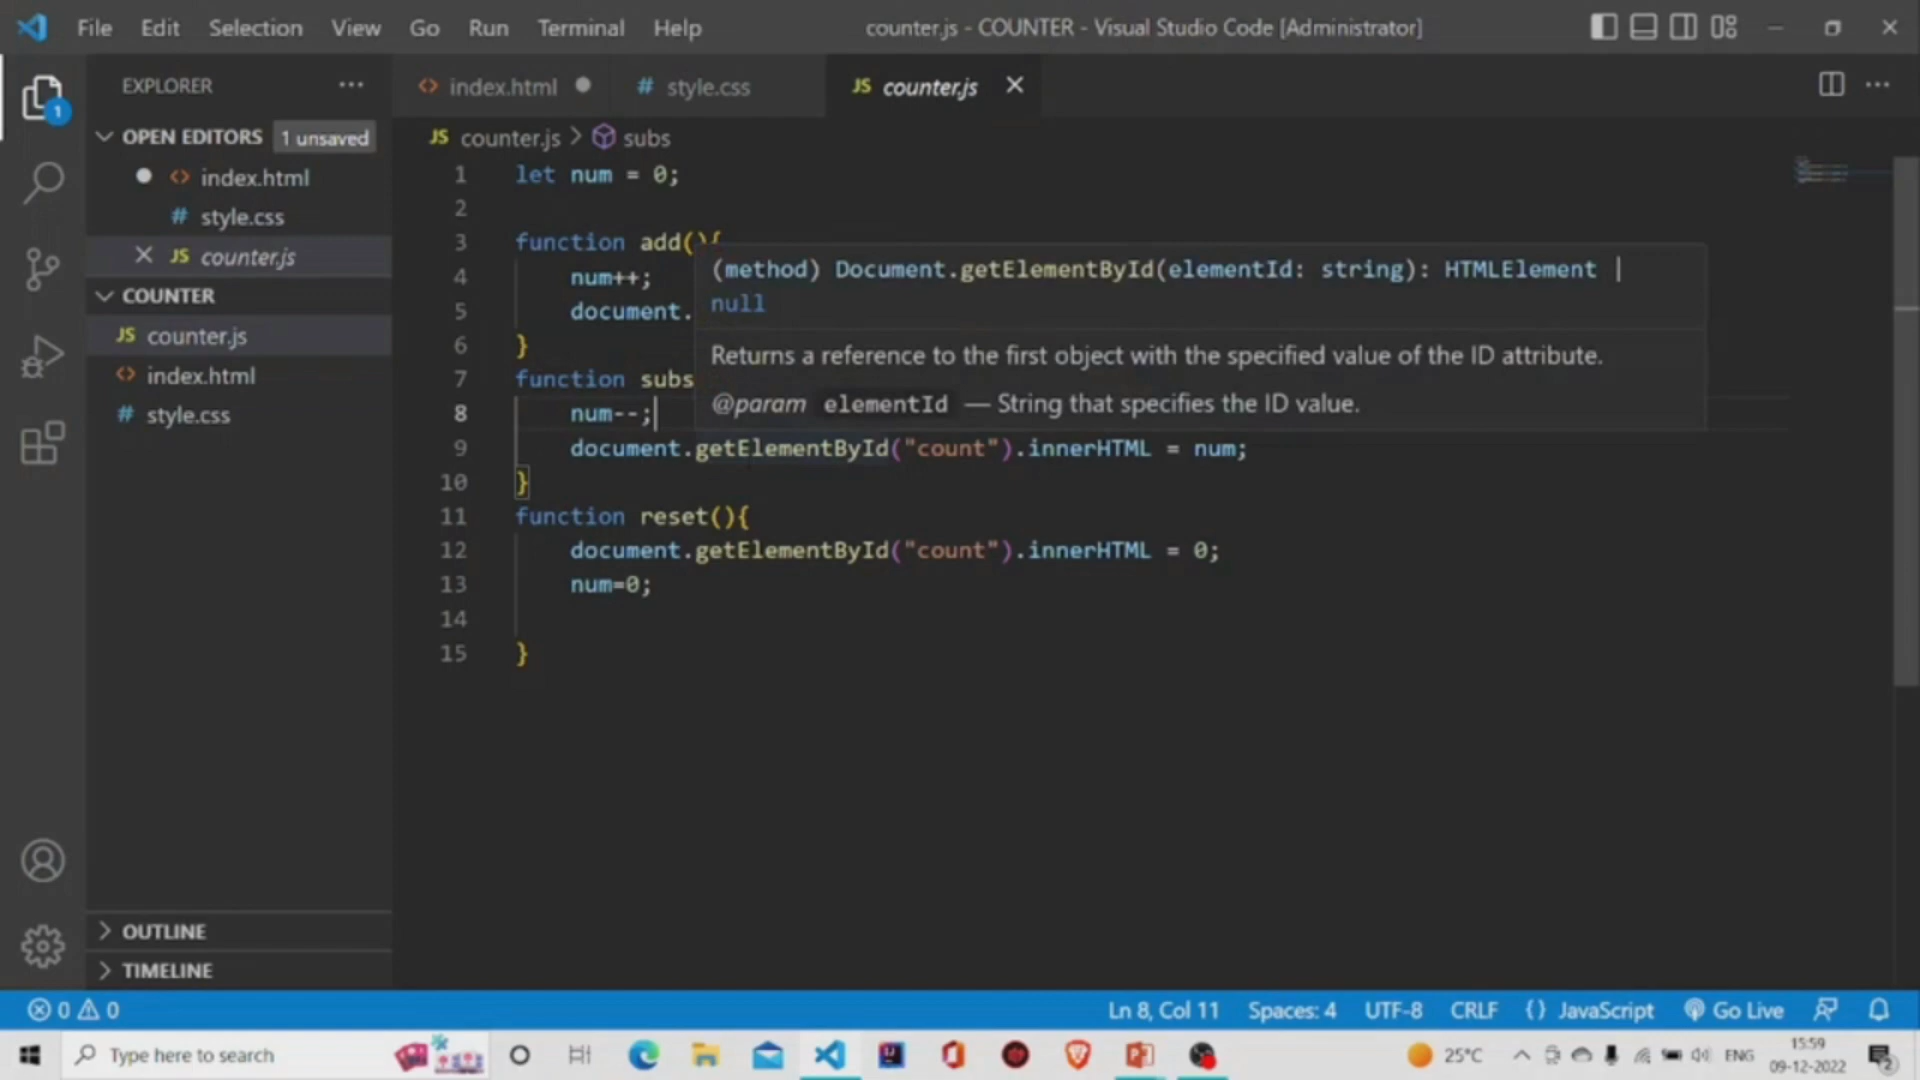 File Edit Selection View Go Run Terminal Help
counter.js - COUNTER - Visual Studio Code [Administrator]
EXPLORER
1
OPEN EDITORS 1 unsaved
index.html
# style.css
JS counter.js
COUNTER
JS counter.js
index.html
# style.css
OUTLINE
TIMELINE
index.html # style.css JS counter.js
JS counter.js > subs
1 let num = 0;
2
3 function add(){
4 num++;
5 document.
6 }
7 function subs
8 num--;
9 document.getElementById("count").innerHTML = num;
10 }
11 function reset(){
12 document.getElementById("count").innerHTML = 0;
13 num=0;
14
15 }
(method) Document.getElementById(elementId: string): HTMLElement |
null
Returns a reference to the first object with the specified value of the ID attribute.
@param elementId — String that specifies the ID value.
0 0 Ln 8, Col 11 Spaces: 4 UTF-8 CRLF {} JavaScript Go Live
Type here to search 25°C ENG 15:59
09-12-2022 2